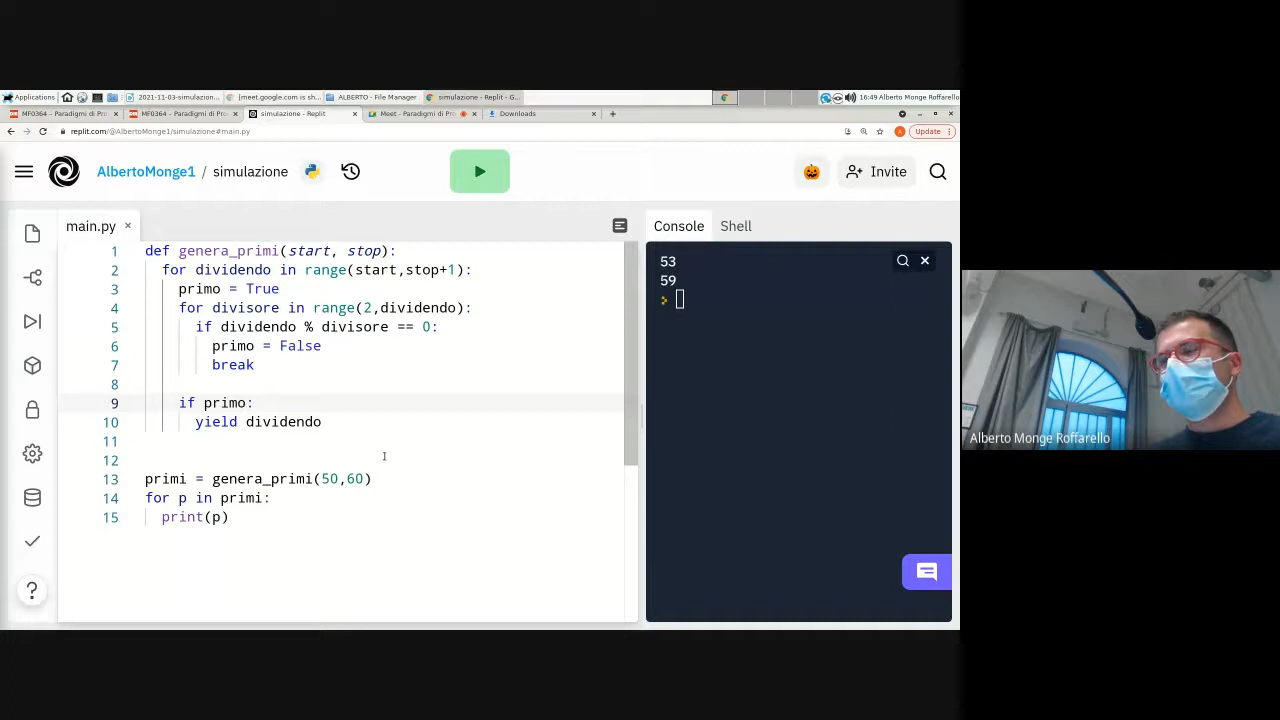 Applications
2021-11-03-simulazion...
[meet.google.com is sh...
ALBERTO - File Manager
simulazione - Replit - G...
16:49 Alberto Monge Roffarello
MF0364 – Paradigmi di Pro
MF0364 – Paradigmi di Pro
simulazione - Replit
Meet - Paradigmi di Pro
Downloads
replit.com/@AlbertoMonge1/simulazione#main.py
A
Update
AlbertoMonge1 / simulazione
Invite
main.py
Console
Shell
1 def genera_primi(start, stop):
2 for dividendo in range(start,stop+1):
3 primo = True
4 for divisore in range(2,dividendo):
5 if dividendo % divisore == 0:
6 primo = False
7 break
8
9 if primo:
10 yield dividendo
11
12
13 primi = genera_primi(50,60)
14 for p in primi:
15 print(p)
53
59
Alberto Monge Roffarello